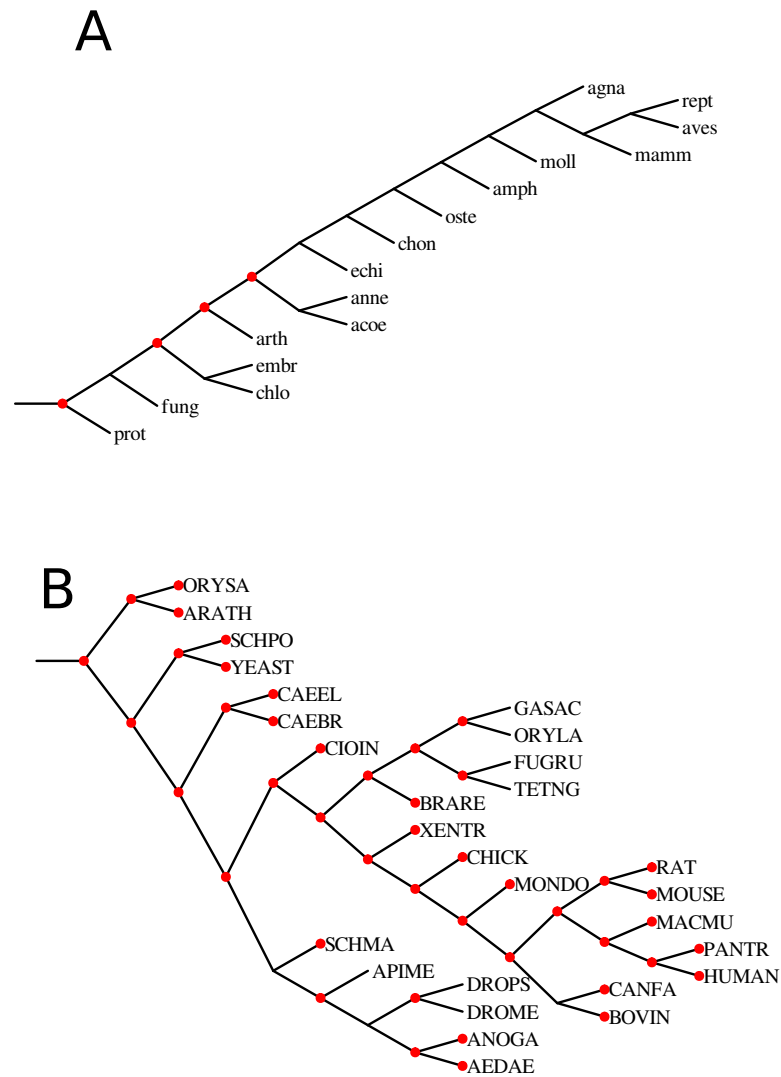 A
agna
rept
aves
mamm
moll
amph
oste
chon
echi
anne
acoe
arth
embr
chlo
fung
prot
B
ORYSA
ARATH
SCHPO
YEAST
CAEEL
CAEBR
GASAC
ORYLA
CIOIN
FUGRU
TETNG
BRARE
XENTR
CHICK
RAT
MONDO
MOUSE
MACMU
SCHMA
PANTR
APIME
HUMAN
DROPS
CANFA
DROME
BOVIN
ANOGA
AEDAE